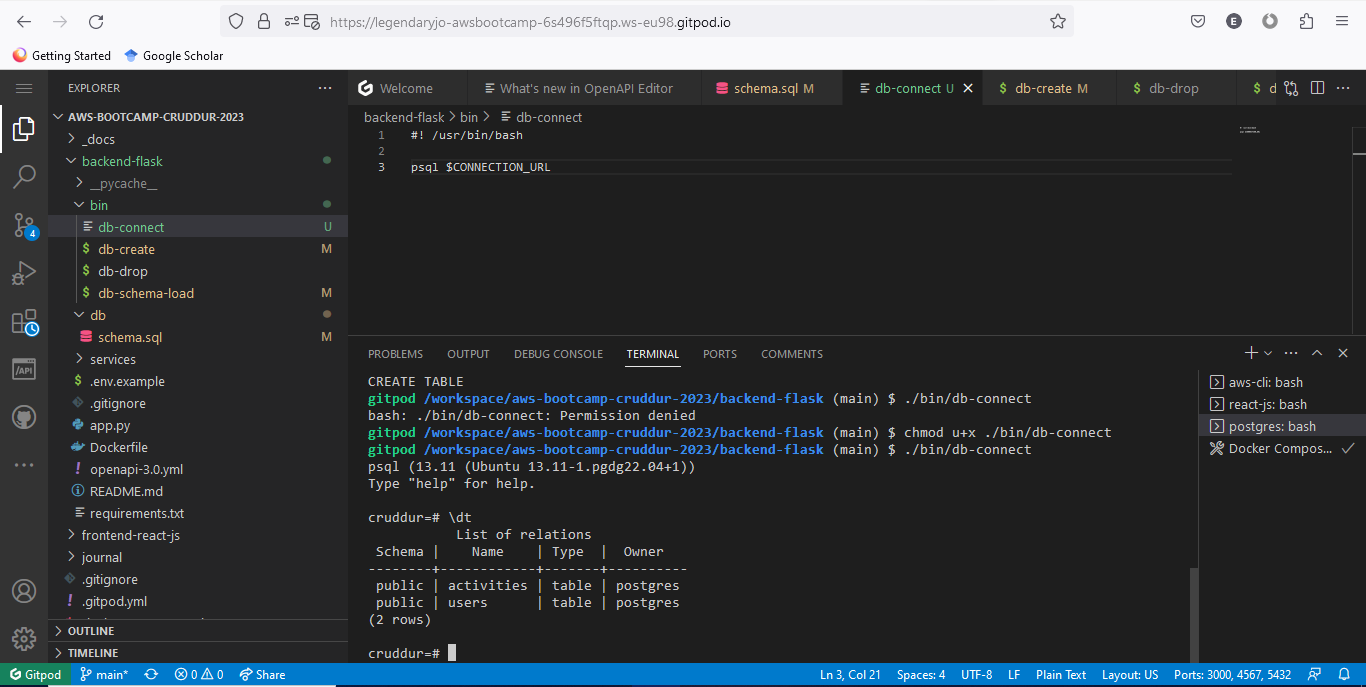 https://legendaryjo-awsbootcamp-6s496f5ftqp.ws-eu98.gitpod.io
E
Getting Started
Google Scholar
EXPLORER
Welcome
What's new in OpenAPI Editor
schema.sql M
db-connect U
db-create M
db-drop
d
AWS-BOOTCAMP-CRUDDUR-2023
_docs
backend-flask
__pycache__
bin
db-connect U
db-create M
db-drop
db-schema-load M
db
schema.sql M
services
.env.example
.gitignore
app.py
Dockerfile
openapi-3.0.yml
README.md
requirements.txt
frontend-react-js
journal
.gitignore
.gitpod.yml
OUTLINE
TIMELINE
4
/API
backend-flask > bin > db-connect
1 #! /usr/bin/bash
2
3 psql $CONNECTION_URL
PROBLEMS OUTPUT DEBUG CONSOLE TERMINAL PORTS COMMENTS
CREATE TABLE
gitpod /workspace/aws-bootcamp-cruddur-2023/backend-flask (main) $ ./bin/db-connect
bash: ./bin/db-connect: Permission denied
gitpod /workspace/aws-bootcamp-cruddur-2023/backend-flask (main) $ chmod u+x ./bin/db-connect
gitpod /workspace/aws-bootcamp-cruddur-2023/backend-flask (main) $ ./bin/db-connect
psql (13.11 (Ubuntu 13.11-1.pgdg22.04+1))
Type "help" for help.
cruddur=# \dt
List of relations
Schema | Name | Type | Owner
--------+------------+-------+----------
public | activities | table | postgres
public | users | table | postgres
(2 rows)
cruddur=#
aws-cli: bash
react-js: bash
postgres: bash
Docker Compos...
Gitpod
main*
0 0
Share
Ln 3, Col 21
Spaces: 4
UTF-8
LF
Plain Text
Layout: US
Ports: 3000, 4567, 5432